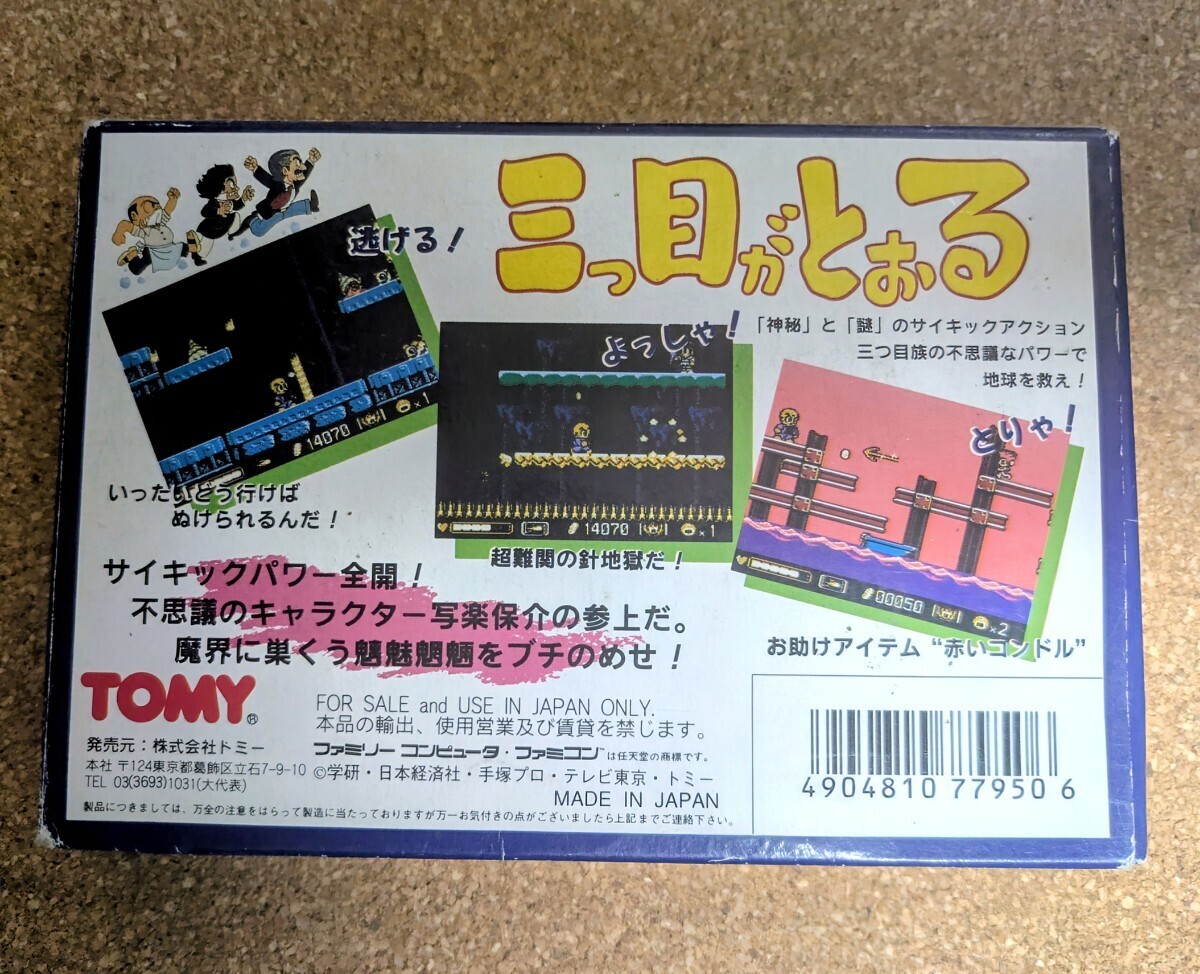 三つ目がとおる
逃げる！
よっしゃ！
「神秘」と「謎」のサイキックアクション
三つ目族の不思議なパワーで
地球を救え！
とりゃ！
14070 ×1
いったいどう行けば
ぬけられるんだ！
14070 ×1
超難関の針地獄だ！
00050 ×2
お助けアイテム“赤いコンドル”
サイキックパワー全開！
不思議のキャラクター写楽保介の参上だ。
魔界に巣くう魑魅魍魎をブチのめせ！
TOMY®
発売元：株式会社トミー
本社 〒124東京都葛飾区立石7-9-10
TEL 03(3693)1031(大代表)
FOR SALE and USE IN JAPAN ONLY.
本品の輸出、使用営業及び賃貸を禁じます。
ファミリーコンピュータ・ファミコン™は任天堂の商標です。
©学研・日本経済社・手塚プロ・テレビ東京・トミー
MADE IN JAPAN
製品につきましては、万全の注意をはらって製造に当たっておりますが万一お気付きの点がございましたら上記までご連絡下さい。
4904810 779506